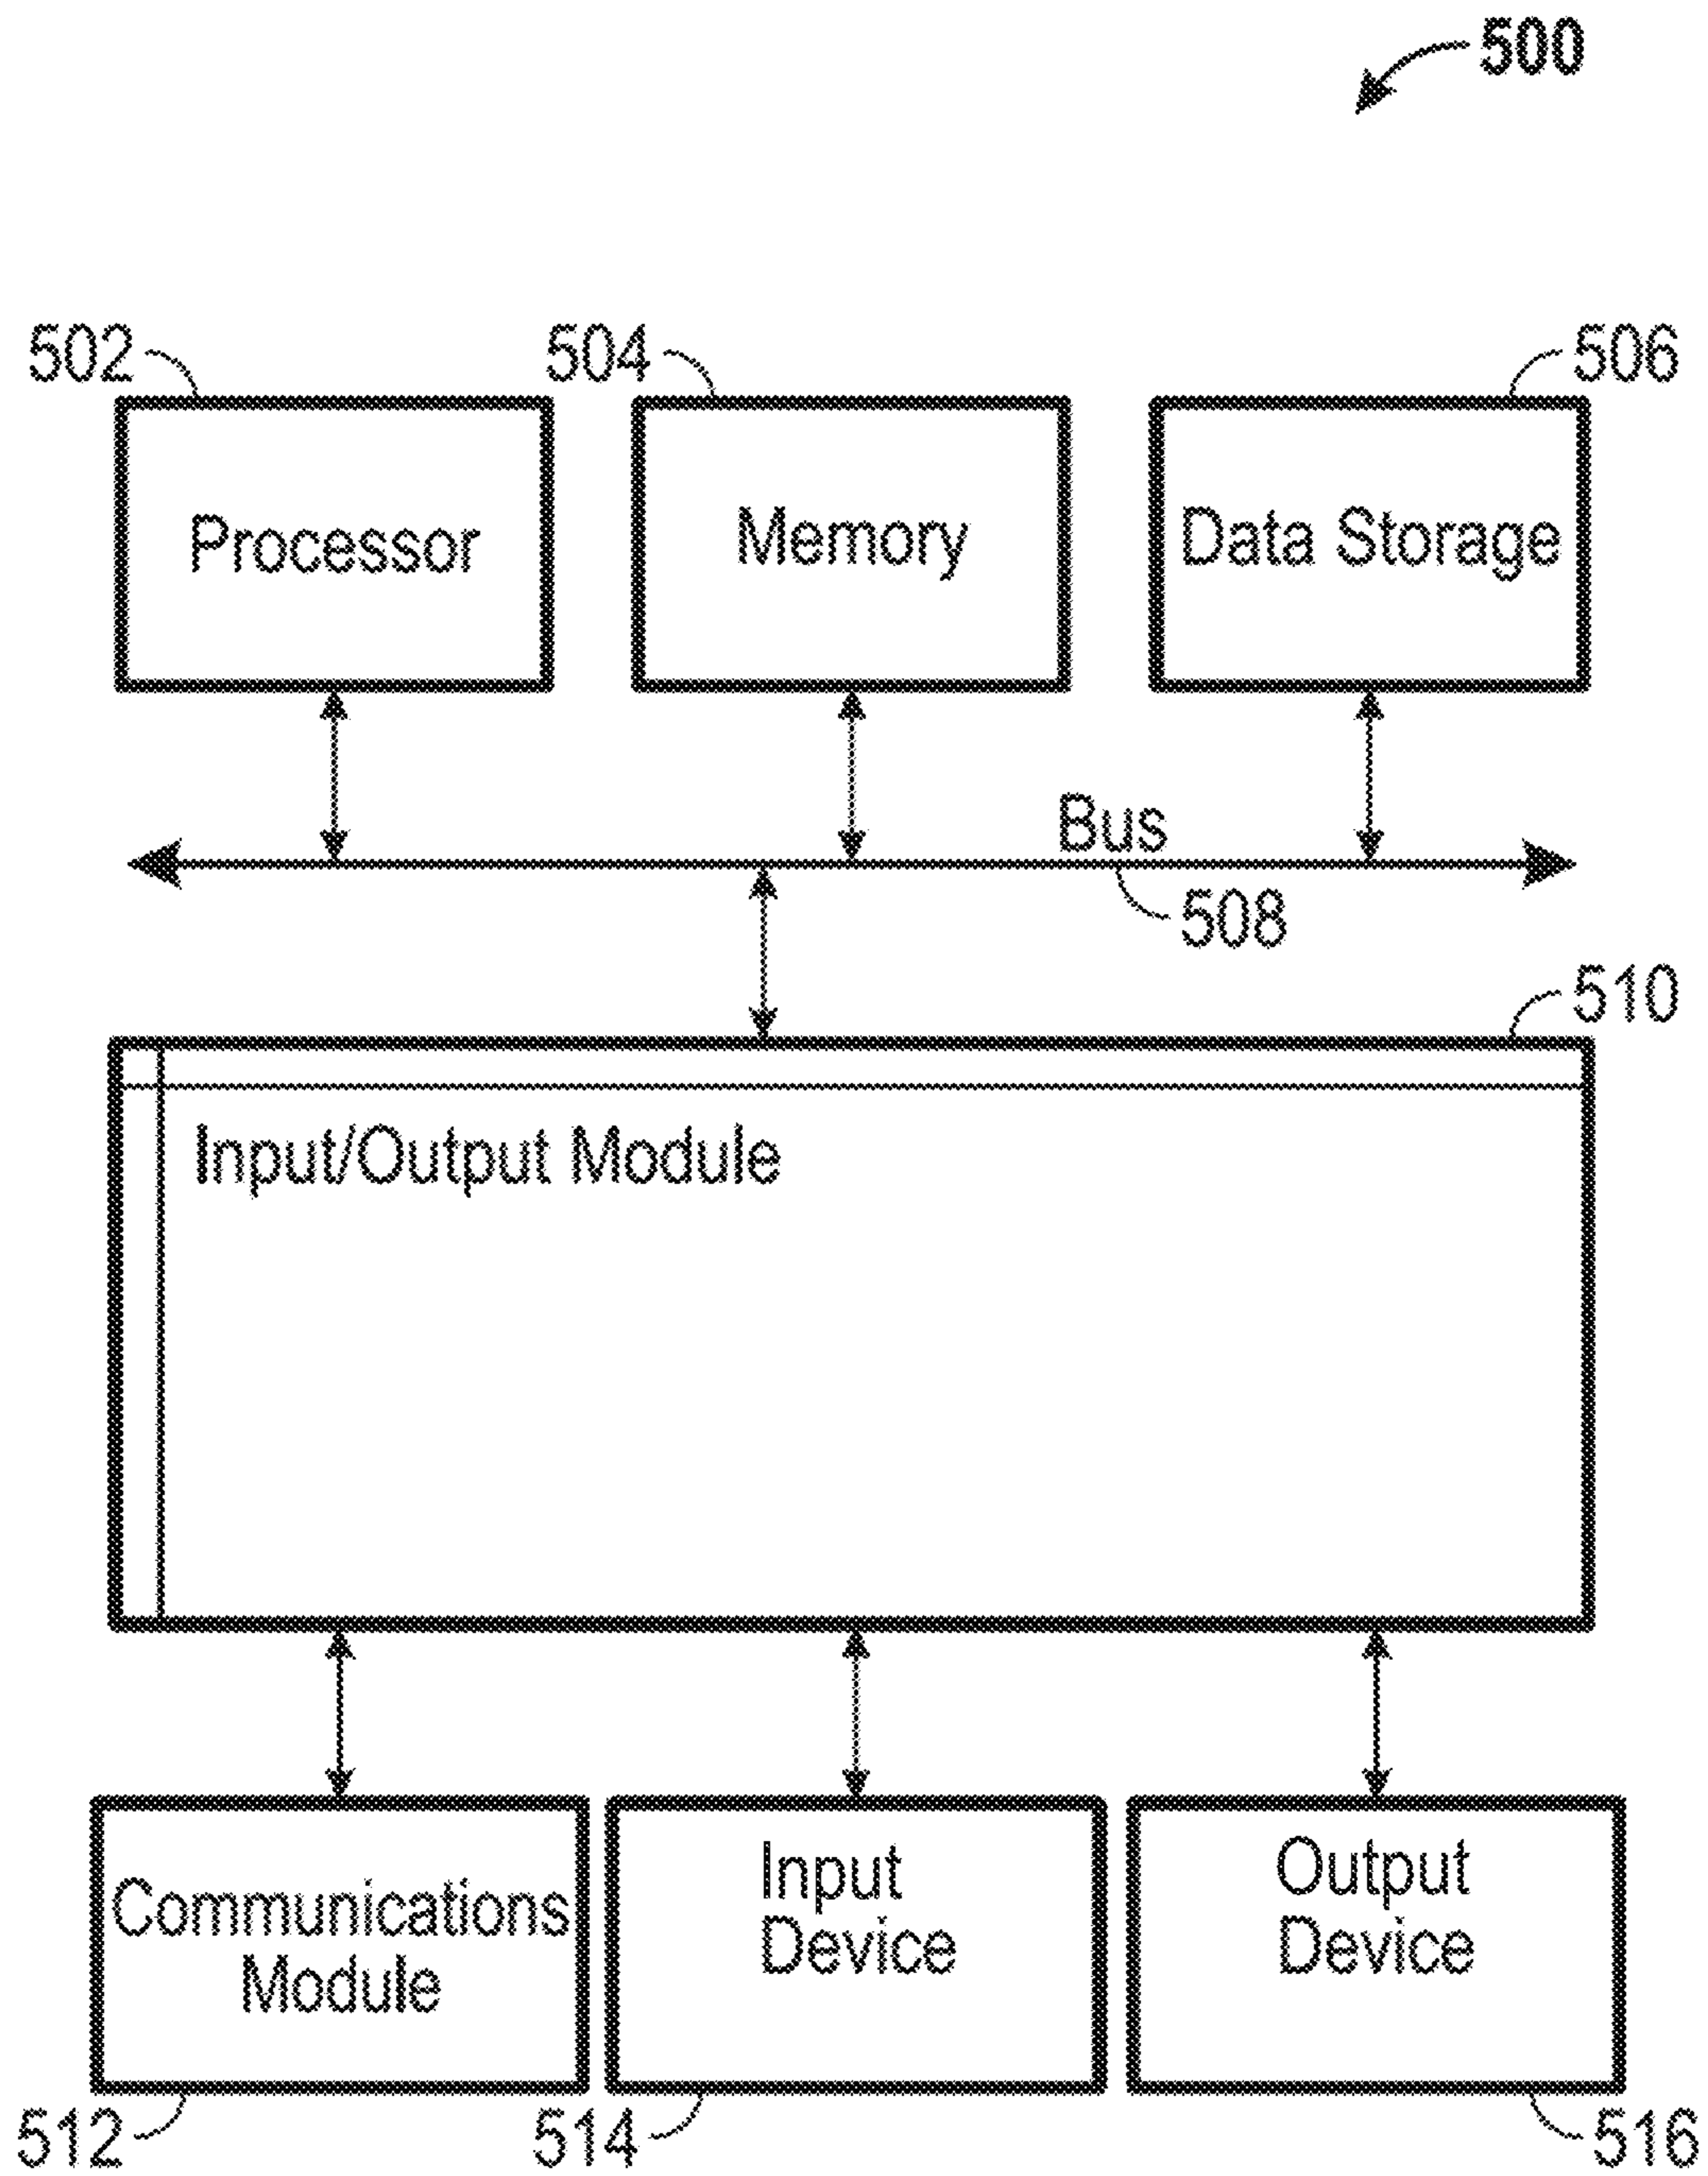 500
502
504
506
Processor
Memory
Data Storage
Bus
508
510
Input/Output Module
Communications
Module
Input
Device
Output
Device
512
514
516